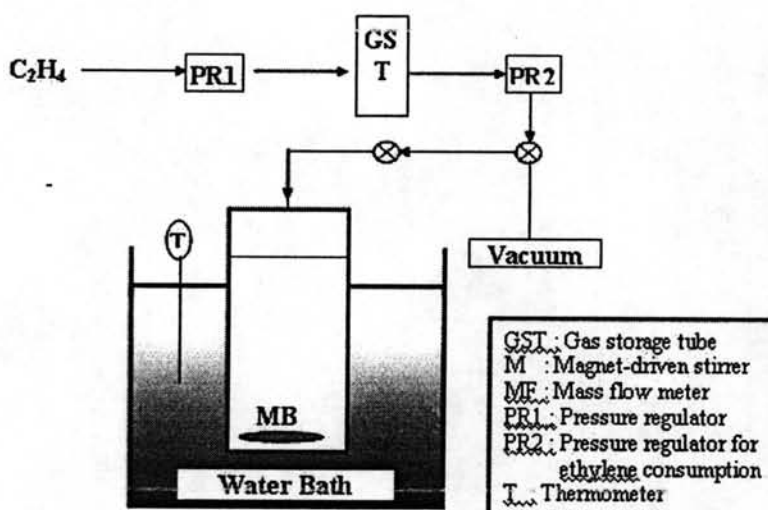 GS
T
C₂H₄
PR1
PR2
T
Vacuum
MB
Water Bath
GST : Gas storage tube
M : Magnet-driven stirrer
MF : Mass flow meter
PR1 : Pressure regulator
PR2 : Pressure regulator for
ethylene consumption
T : Thermometer